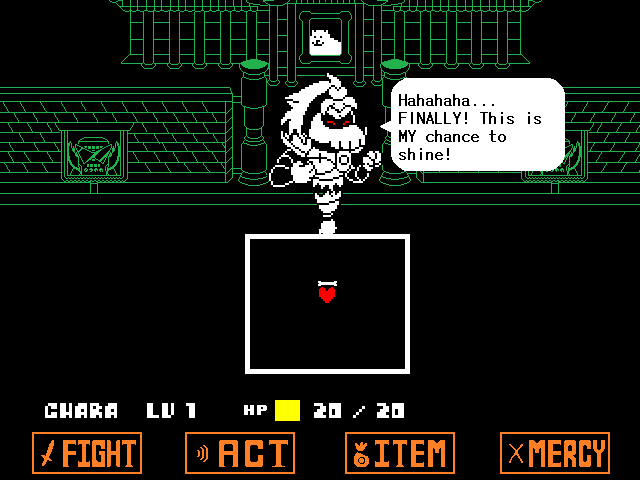 Hahahaha...
FINALLY! This is
MY chance to
shine!
CHARA LV 1 HP 20 / 20
FIGHT ACT ITEM MERCY